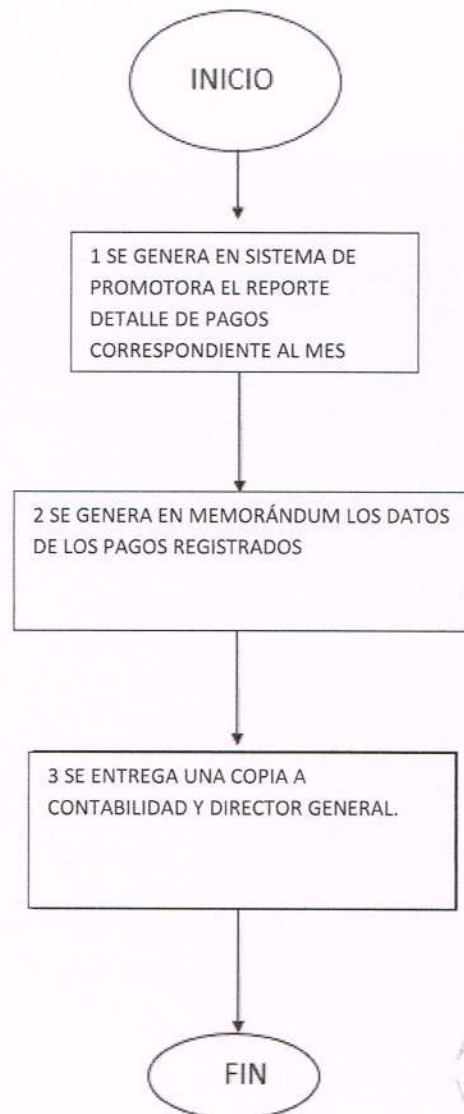 INICIO
1 SE GENERA EN SISTEMA DE
PROMOTORA EL REPORTE
DETALLE DE PAGOS
CORRESPONDIENTE AL MES
2 SE GENERA EN MEMORÁNDUM LOS DATOS
DE LOS PAGOS REGISTRADOS
3 SE ENTREGA UNA COPIA A
CONTABILIDAD Y DIRECTOR GENERAL.
FIN